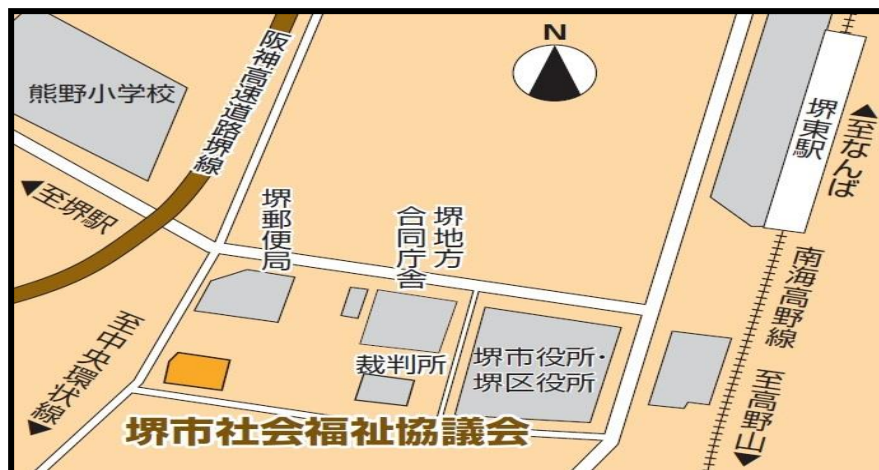 阪神高速道路堺線
N
熊野小学校
堺東駅
至なんば
至堺駅
堺郵便局
堺地方
合同庁舎
南海高野線
至中央環状線
裁判所
堺市役所・
堺区役所
至高野山
堺市社会福祉協議会